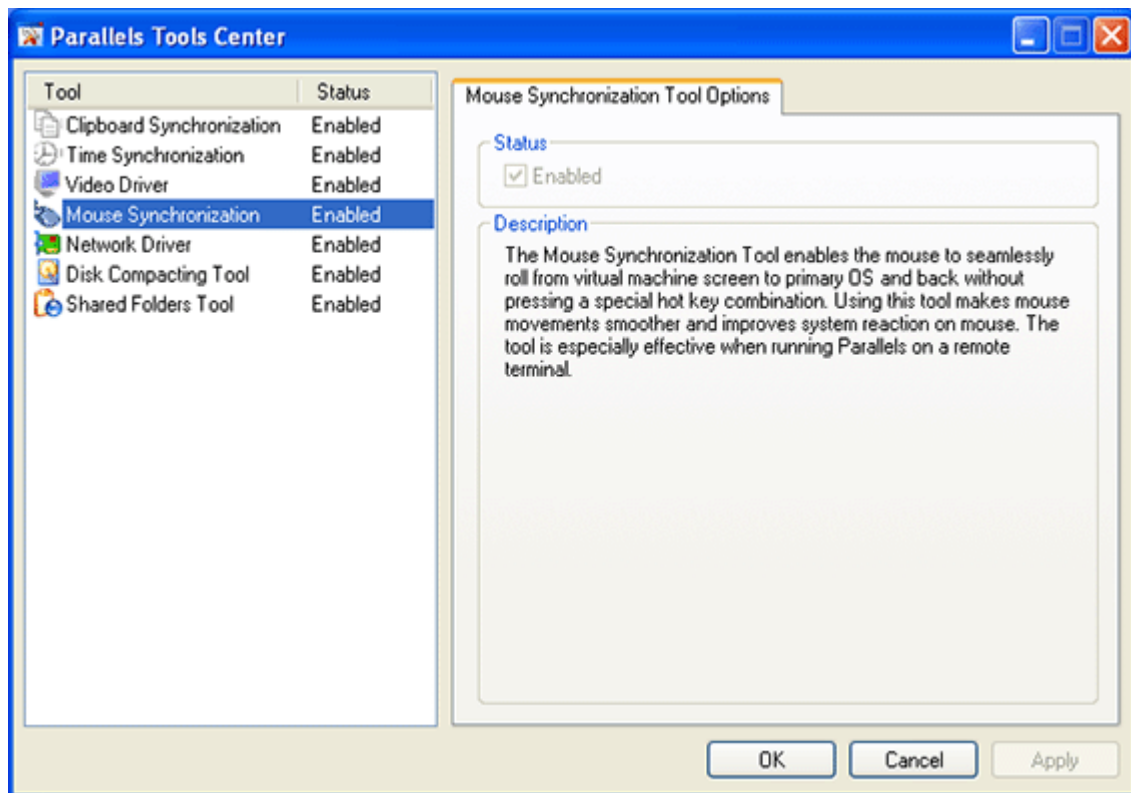 Parallels Tools Center
Tool Status
Clipboard Synchronization Enabled
Time Synchronization Enabled
Video Driver Enabled
Mouse Synchronization Enabled
Network Driver Enabled
Disk Compacting Tool Enabled
Shared Folders Tool Enabled
Mouse Synchronization Tool Options
Status
Enabled
Description
The Mouse Synchronization Tool enables the mouse to seamlessly
roll from virtual machine screen to primary OS and back without
pressing a special hot key combination. Using this tool makes mouse
movements smoother and improves system reaction on mouse. The
tool is especially effective when running Parallels on a remote
terminal.
OK Cancel Apply